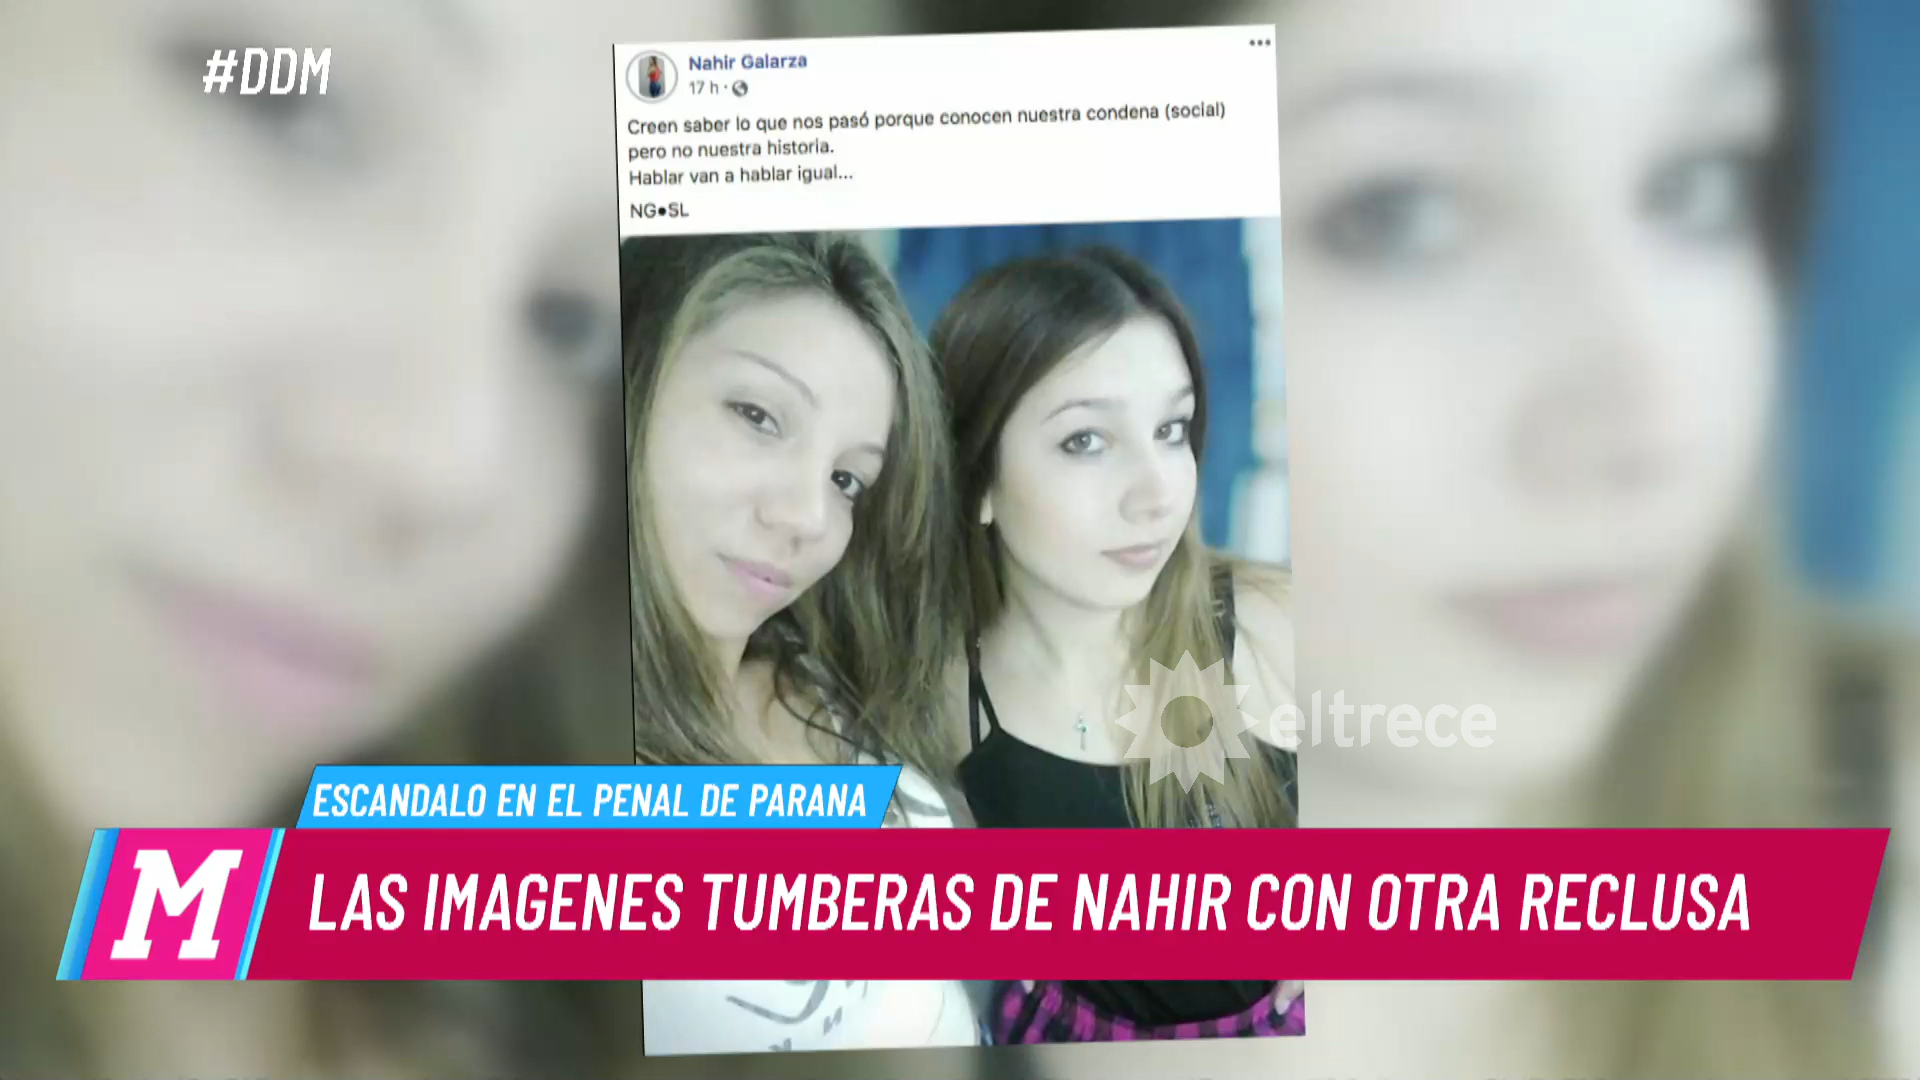 #DDM
Nahir Galarza
17 h ·
Creen saber lo que nos pasó porque conocen nuestra condena (social)
pero no nuestra historia.
Hablar van a hablar igual...
NG●SL
eltrece
ESCANDALO EN EL PENAL DE PARANA
M
LAS IMAGENES TUMBERAS DE NAHIR CON OTRA RECLUSA